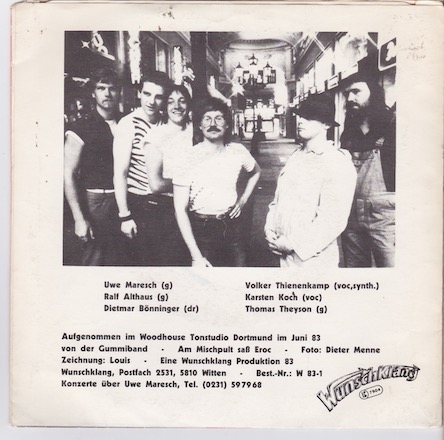 Uwe Maresch (g)
Ralf Althaus (g)
Dietmar Bönninger (dr)
Volker Thienenkamp (voc,synth.)
Karsten Koch (voc)
Thomas Theyson (g)
Aufgenommen im Woodhouse Tonstudio Dortmund im Juni 83
von der Gummiband - Am Mischpult saß Eroc - Foto: Dieter Menne
Zeichnung: Louis - Eine Wunschklang Produktion 83
Wunschklang, Postfach 2531, 5810 Witten - Best.-Nr.: W 83-1
Konzerte über Uwe Maresch, Tel. (0231) 597968
Wunschklang